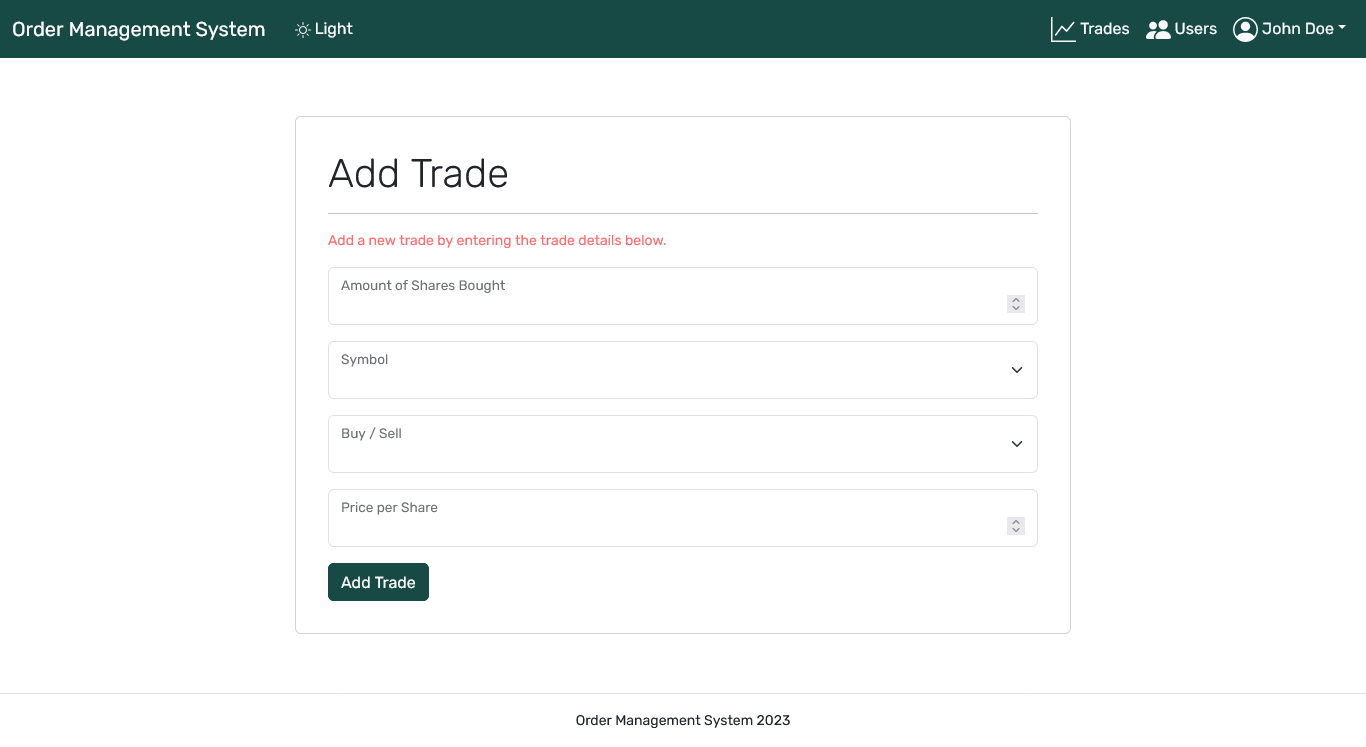 Order Management System Light Trades Users John Doe
Add Trade
Add a new trade by entering the trade details below.
Amount of Shares Bought
Symbol
Buy / Sell
Price per Share
Add Trade
Order Management System 2023